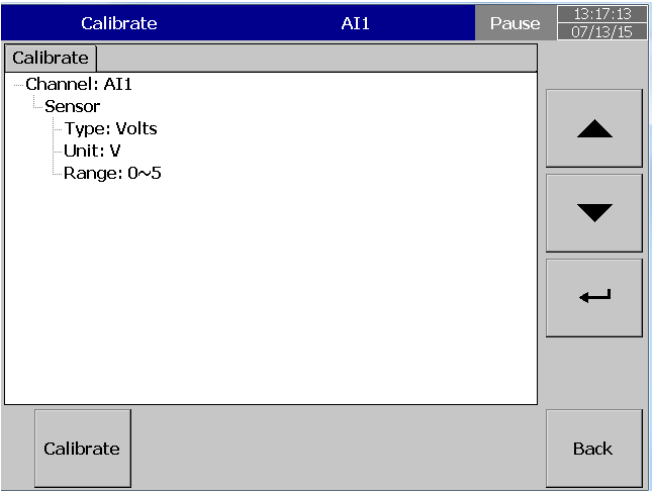 Calibrate AI1 Pause 13:17:13
07/13/15
Calibrate
Channel: AI1
Sensor
Type: Volts
Unit: V
Range: 0~5
Calibrate Back